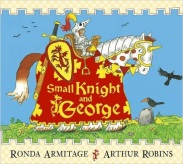 Small Knight
and
George
RONDA ARMITAGE ARTHUR ROBINS